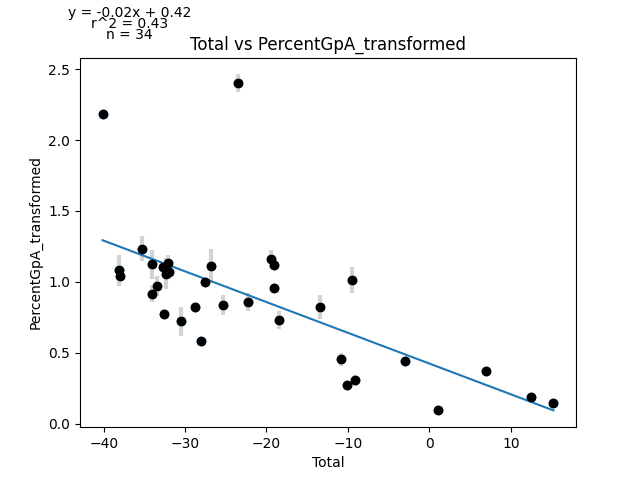 y = -0.02x + 0.42
r^2 = 0.43
n = 34
Total vs PercentGpA_transformed
PercentGpA_transformed
2.5
2.0
1.5
1.0
0.5
0.0
−40
−30
−20
−10
0
10
Total